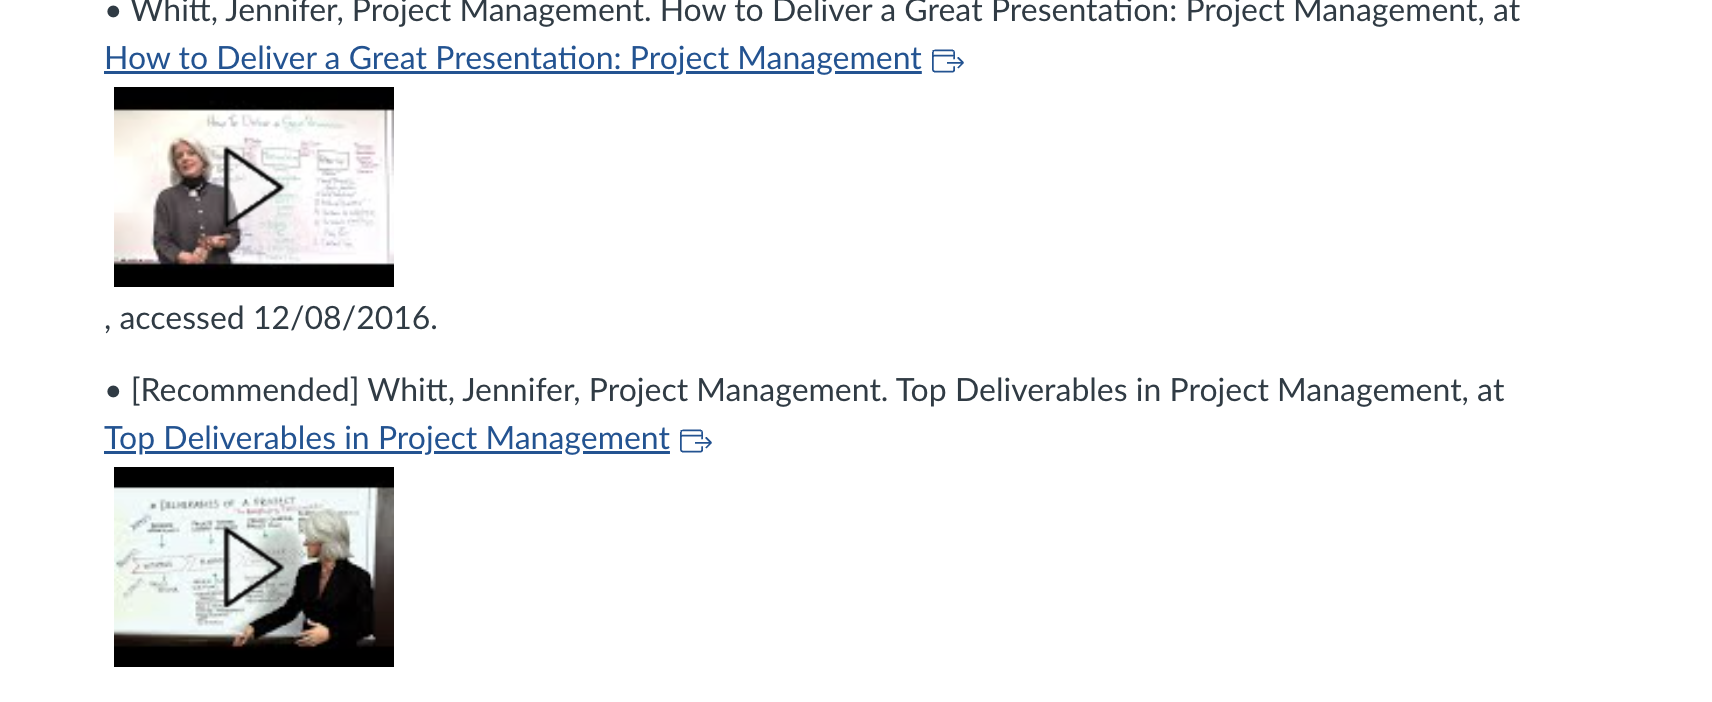 • Whitt, Jennifer, Project Management. How to Deliver a Great Presentation: Project Management, at
How to Deliver a Great Presentation: Project Management
How To Deliver a Great
, accessed 12/08/2016.
• [Recommended] Whitt, Jennifer, Project Management. Top Deliverables in Project Management, at
Top Deliverables in Project Management
DELIVERABLES OF A PROJECT